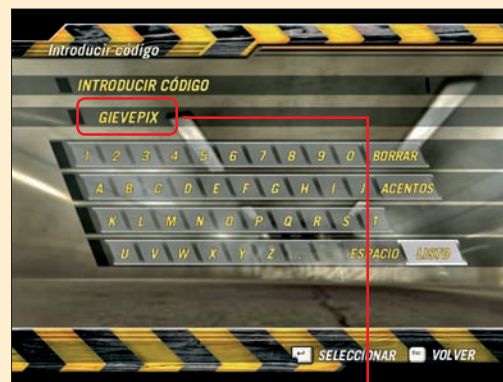 Introducir código
INTRODUCIR CÓDIGO
GIEVEPIX
1 2 3 4 5 6 7 8 9 0 BORRAR
A B C D E F G H I J ACENTOS
K L M N O P Q R S T
U V W X Y Z . - ESPACIO LISTO
SELECCIONAR Esc VOLVER